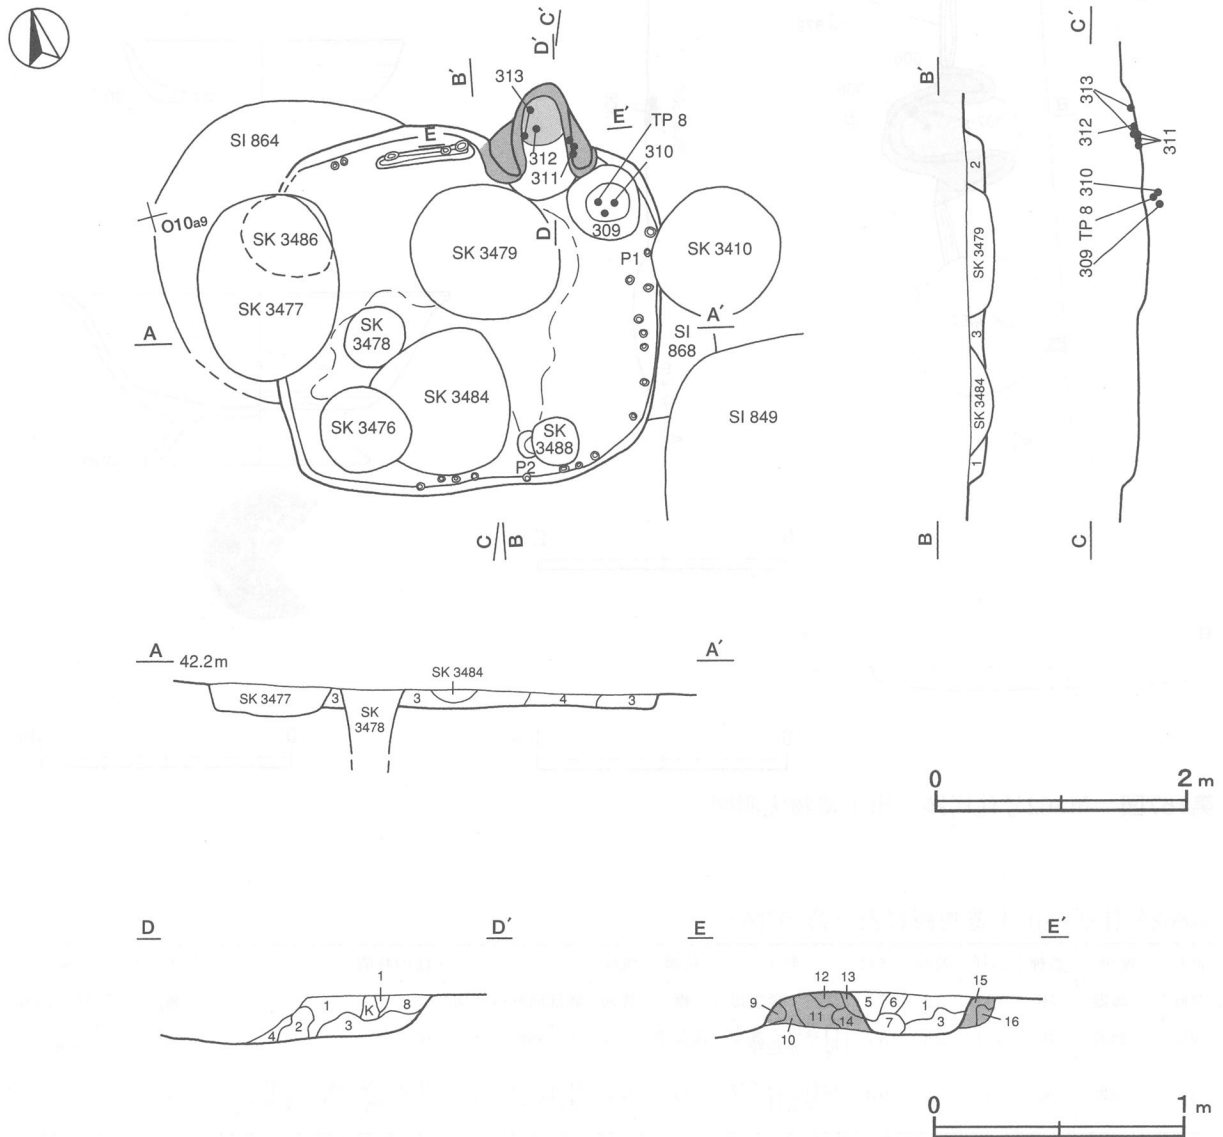 C′
D′
B′
313
E′
TP 8
SI 864
E
310
312
311
O10a9
SK 3486
309
D
SK 3479
P1
SK 3410
SK 3477
A
SK
3478
A′
SI
868
SK 3484
SI 849
SK 3476
SK
3488
P2
C
B
B′
2
SK 3479
3
SK 3484
1
B
C′
313
312
311
310
TP 8
309
C
A
42.2m
A′
SK 3484
SK 3477
3
SK
3478
3
4
3
0
2 m
D
D′
1
1
K
8
2
3
4
E
E′
12
13
15
9
5
6
1
11
14
7
3
16
10
0
1 m